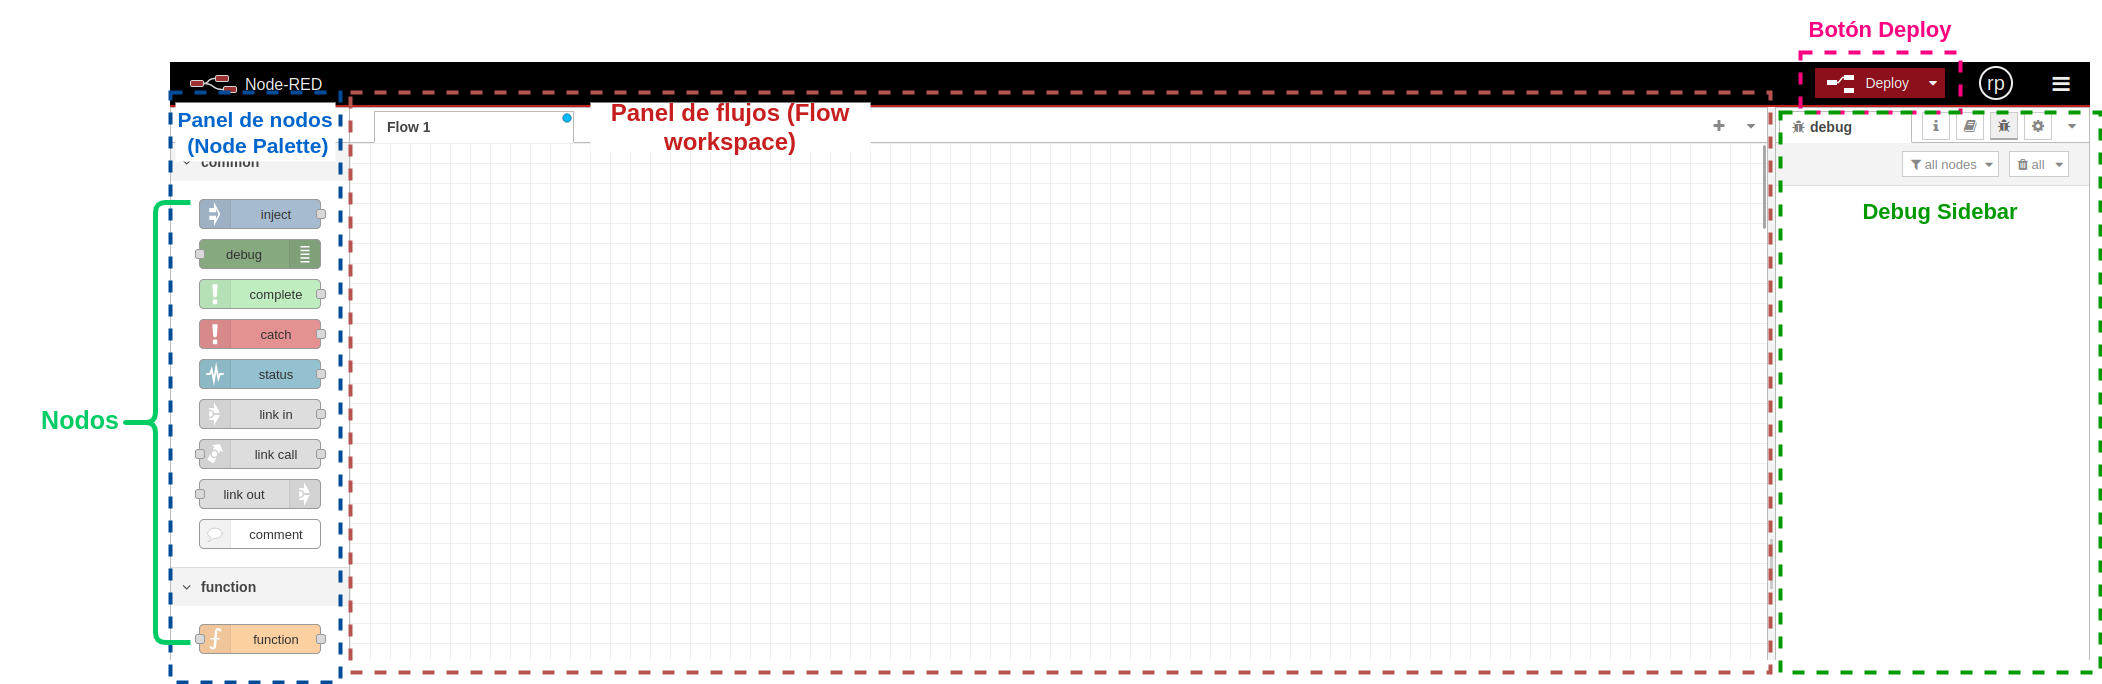 Botón Deploy
Node-RED
Deploy
rp
Panel de nodos
(Node Palette)
Flow 1
Panel de flujos (Flow
workspace)
debug
i
common
all nodes
all
inject
Debug Sidebar
debug
complete
catch
status
link in
Nodos
link call
link out
comment
function
function